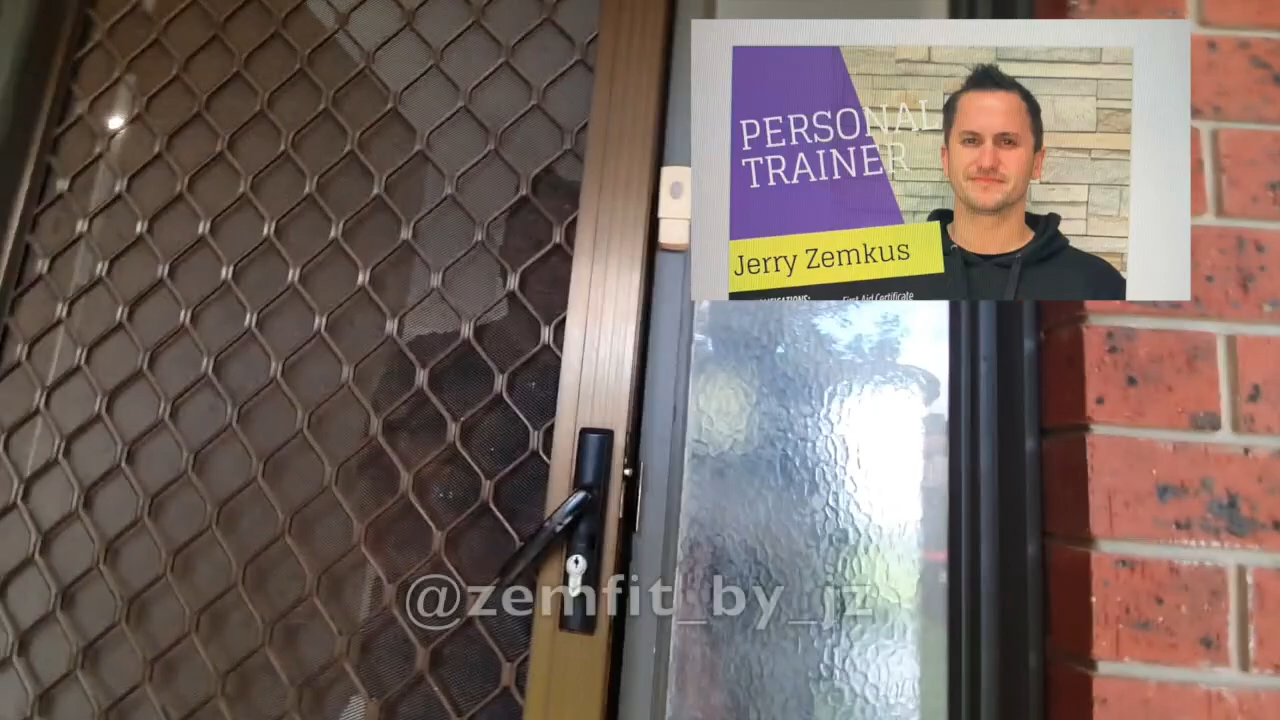 PERSONAL
TRAINER
Jerry Zemkus
First Aid Certificate
@zemfit_by_jz